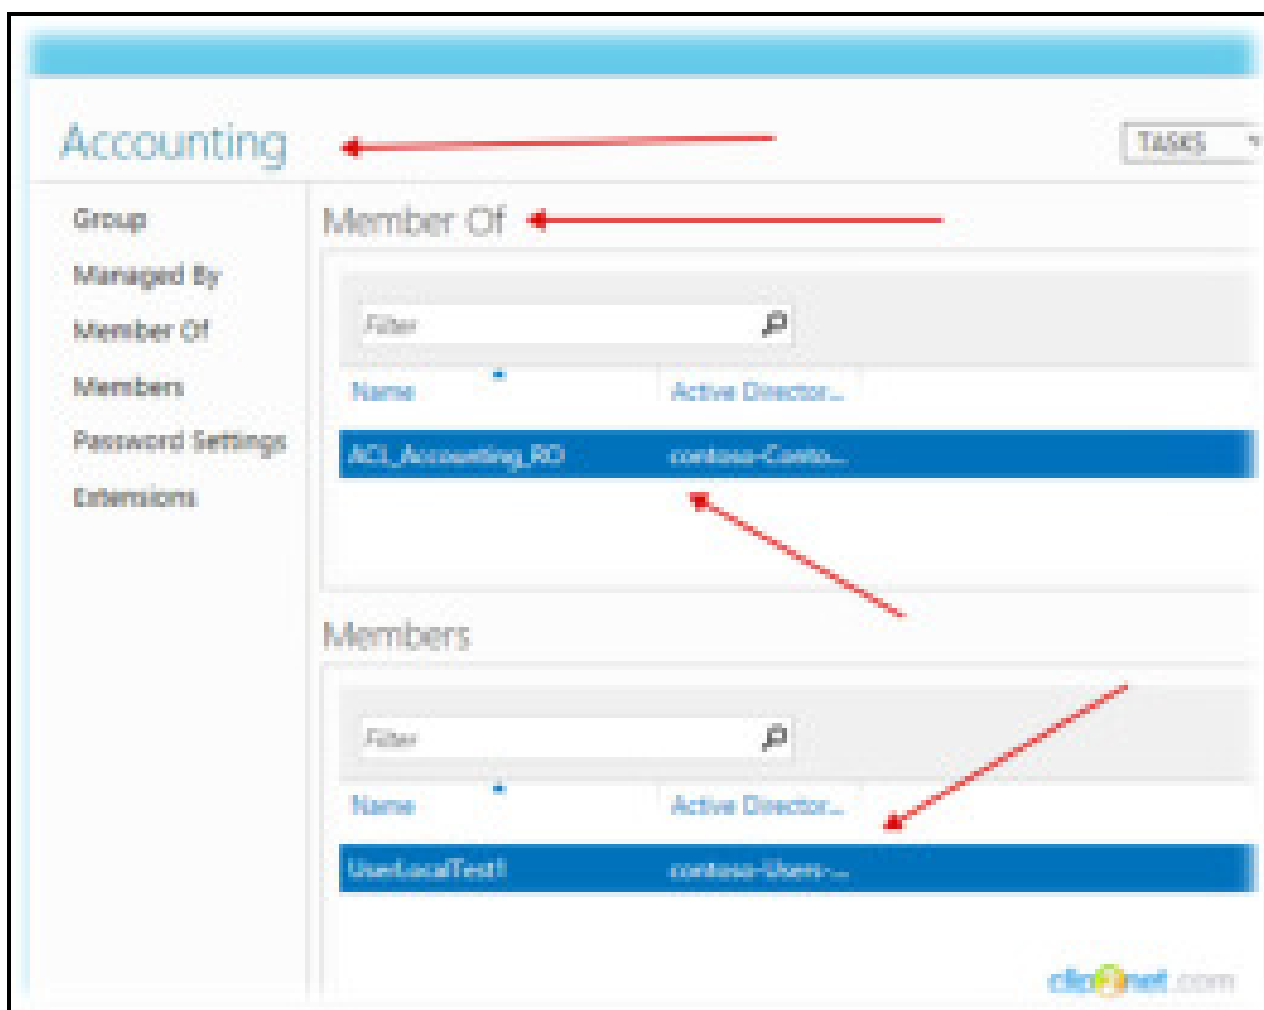 Accounting
TASKS
Group
Managed By
Member Of
Members
Password Settings
Extensions
Member Of
Filter
Name Active Director...
ACL_Accounting_RO contoso-Conto...
Members
Filter
Name Active Director...
UserLocalTest1 contoso-Users-...
clip2net.com